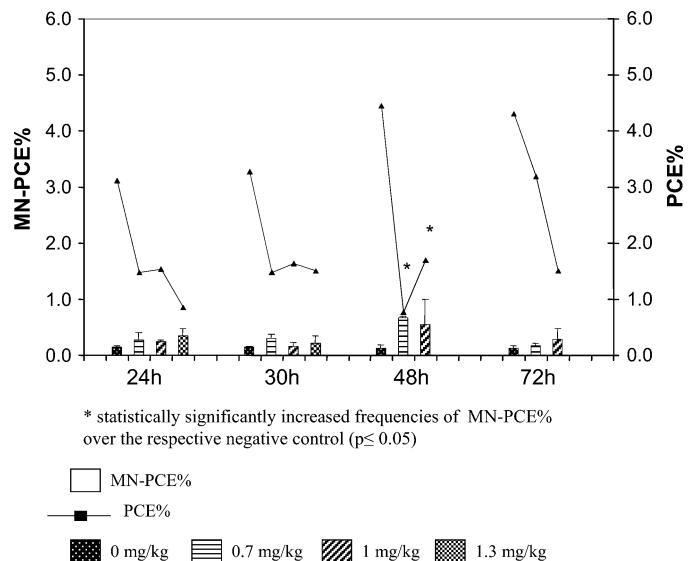 6.0 6.0
5.0 5.0
4.0 4.0
3.0 3.0
2.0 2.0
1.0 1.0
0.0 0.0
MN-PCE%
PCE%
*
*
24h 30h 48h 72h
* statistically significantly increased frequencies of MN-PCE%
over the respective negative control (p≤ 0.05)
MN-PCE%
PCE%
0 mg/kg 0.7 mg/kg 1 mg/kg 1.3 mg/kg